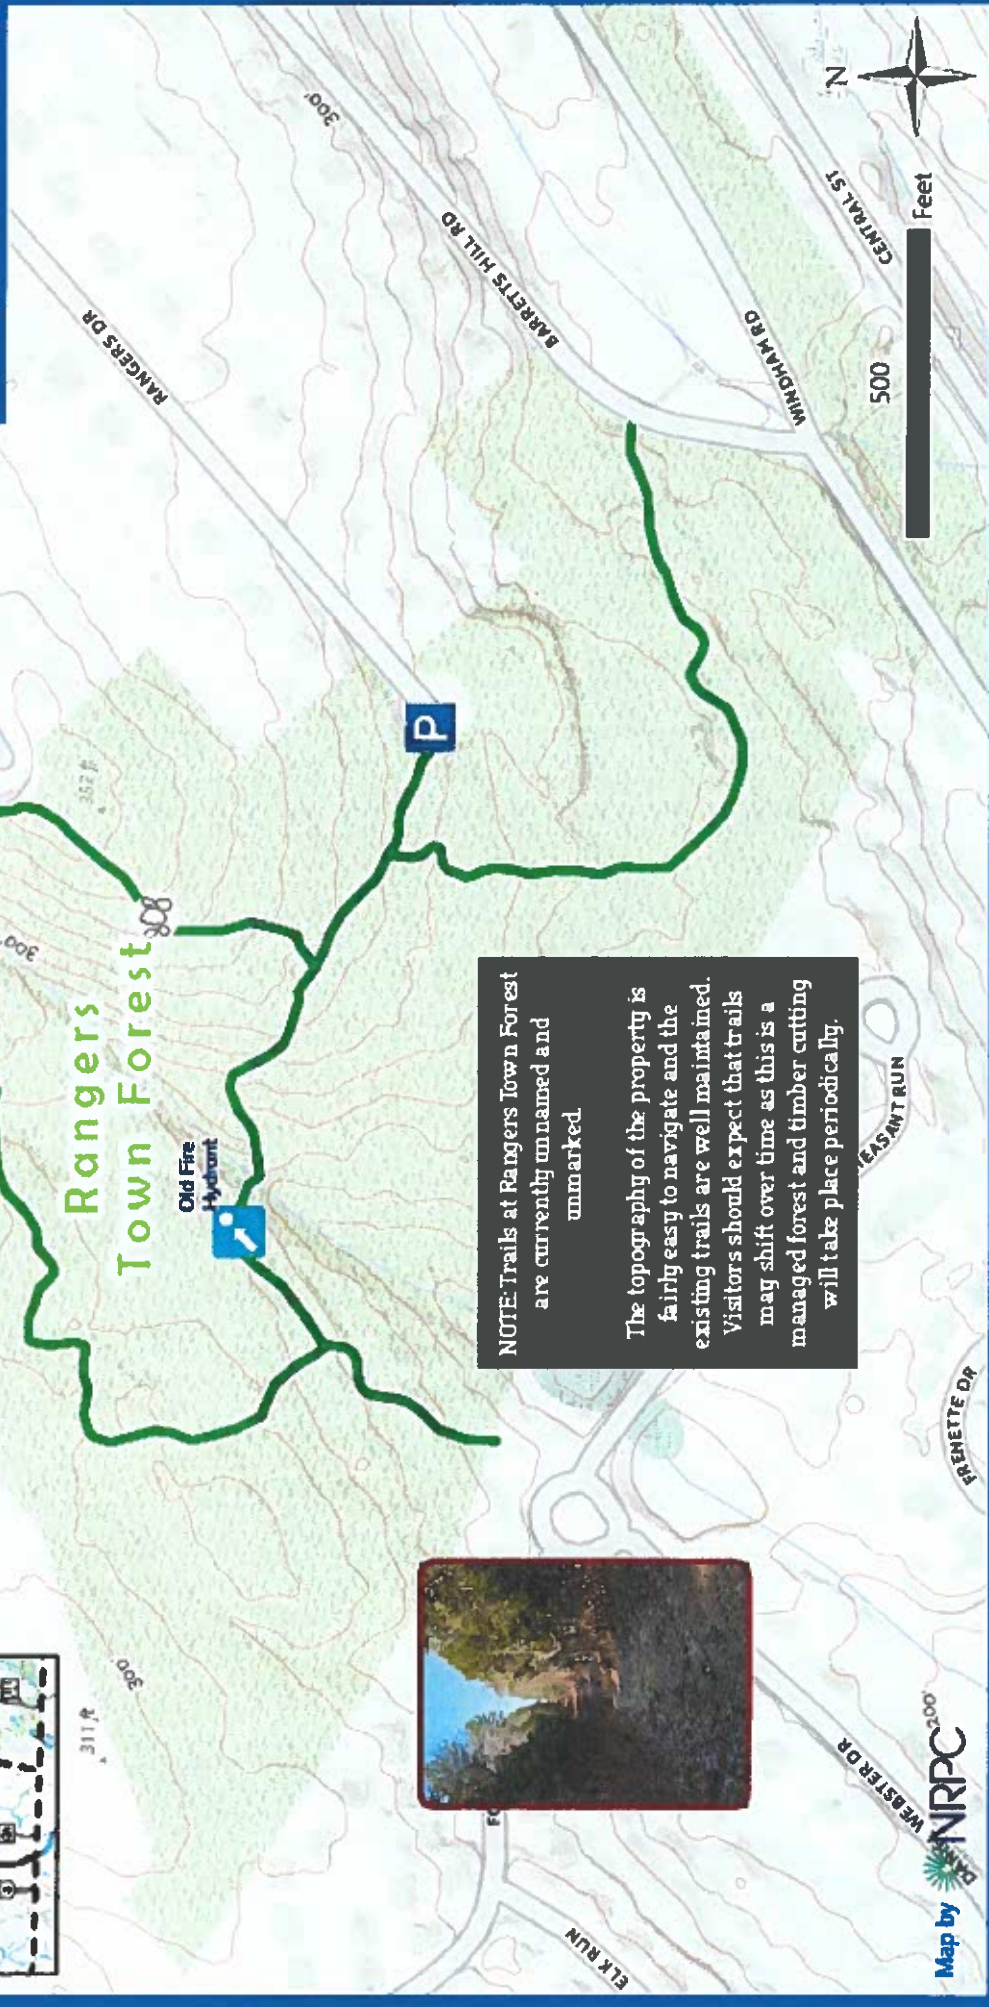 Rangers
Town Forest
Old Fire
Hydrant
P
RANGERS DR
BARRETTS HILL RD
WINDHAM RD
CENTRAL ST
300'
300'
300'
352 ft
311 ft
200'
NOTE: Trails at Rangers Town Forest
are currently unnamed and
unmarked
The topography of the property is
fairly easy to navigate and the
existing trails are well maintained.
Visitors should expect that trails
may shift over time as this is a
managed forest and timber cutting
will take periodically.
FRENETTE DR
WEBSTER DR
ELK RUN
Map by NRPC
500
Feet
N
3